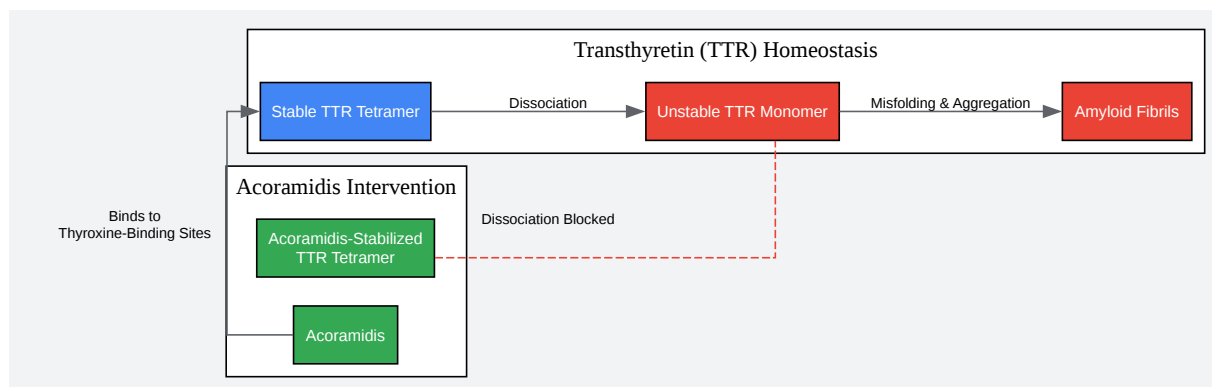 Transthyretin (TTR) Homeostasis
Stable TTR Tetramer
Dissociation
Unstable TTR Monomer
Misfolding & Aggregation
Amyloid Fibrils
Acoramidis Intervention
Binds to
Thyroxine-Binding Sites
Acoramidis-Stabilized
TTR Tetramer
Dissociation Blocked
Acoramidis